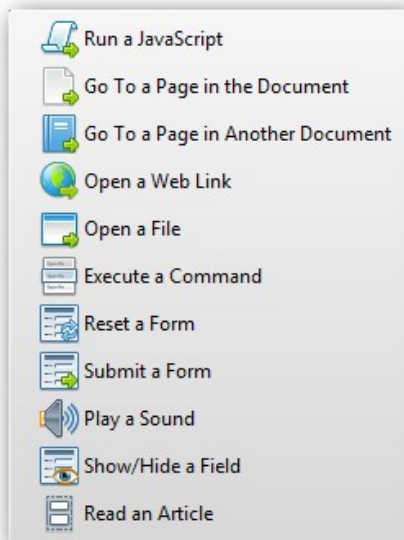 Run a JavaScript
Go To a Page in the Document
Go To a Page in Another Document
Open a Web Link
Open a File
Execute a Command
Reset a Form
Submit a Form
Play a Sound
Show/Hide a Field
Read an Article